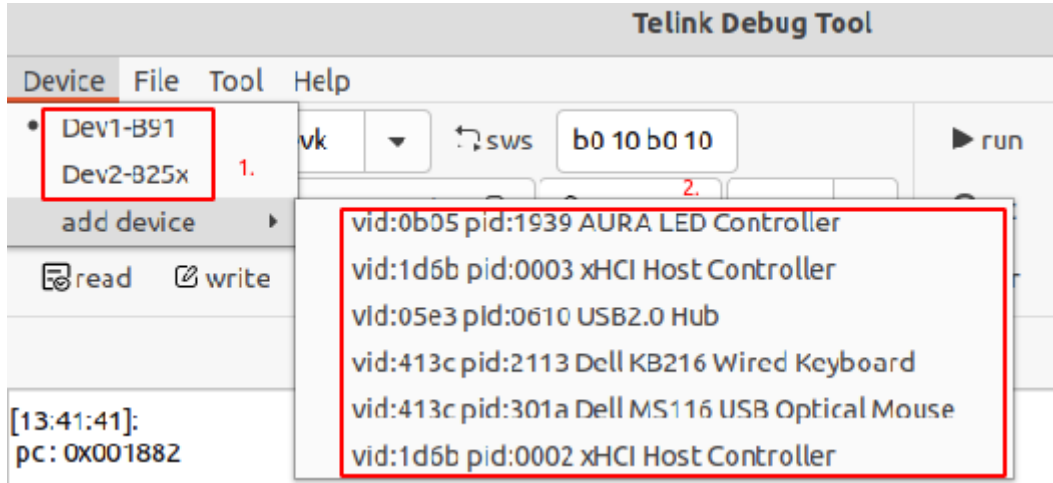 Telink Debug Tool
Device File Tool Help
Dev1-B91
Dev2-825x
1.
add device
vk
sws
b0 10 b0 10
run
2.
vid:0b05 pid:1939 AURA LED Controller
vid:1d6b pid:0003 xHCI Host Controller
vid:05e3 pid:0610 USB2.0 Hub
vid:413c pid:2113 Dell KB216 Wired Keyboard
vid:413c pid:301a Dell MS116 USB Optical Mouse
vid:1d6b pid:0002 xHCI Host Controller
read write
[13:41:41]:
pc: 0x001882